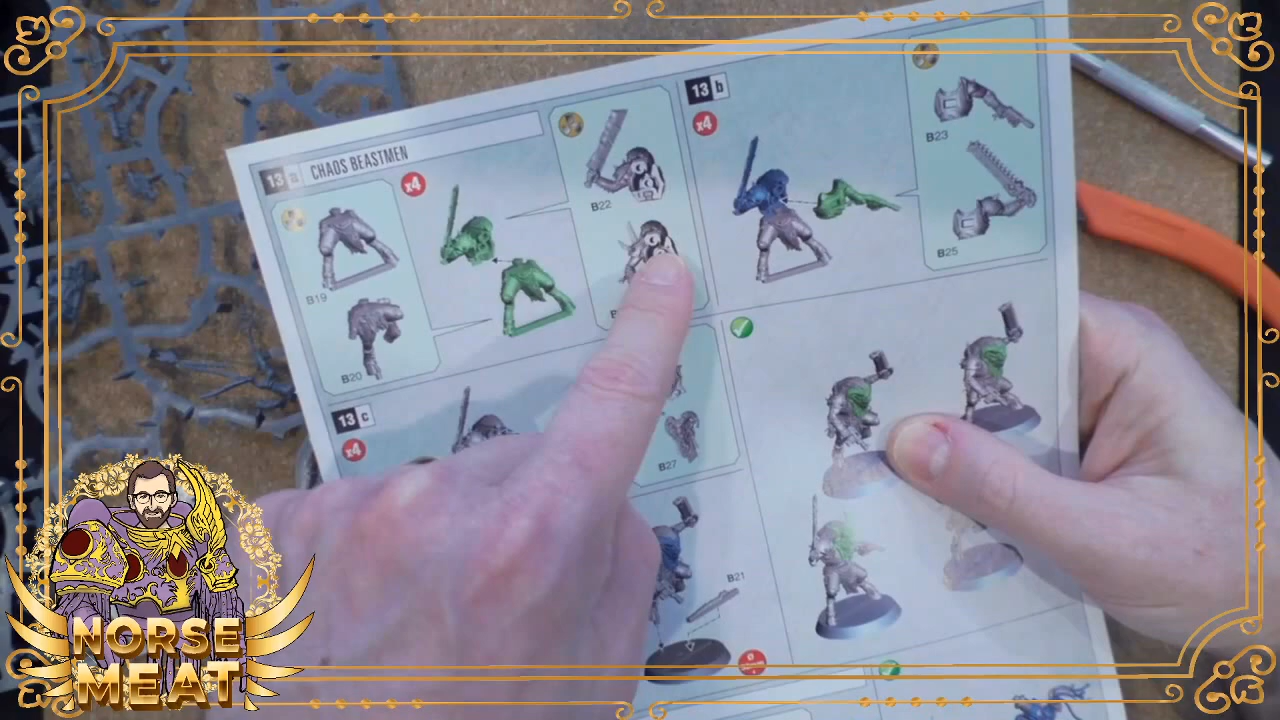 13 a CHAOS BEASTMEN
x4
B22
B19
B20
13 b
x4
B23
B25
13 c
x4
B27
B21
NORSE
MEAT